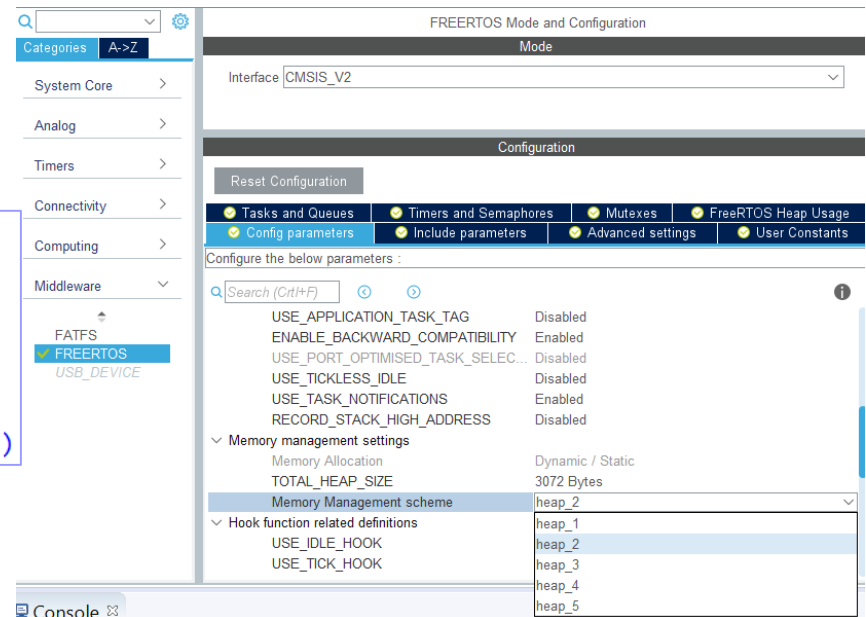 FREERTOS Mode and Configuration
Categories A->Z
Mode
System Core
Interface CMSIS_V2
Analog
Configuration
Timers
Reset Configuration
Connectivity
Tasks and Queues Timers and Semaphores Mutexes FreeRTOS Heap Usage
Config parameters Include parameters Advanced settings User Constants
Computing
Configure the below parameters :
Middleware
Search (Crtl+F)
FATFS
FREERTOS
USB_DEVICE
)
USE_APPLICATION_TASK_TAG Disabled
ENABLE_BACKWARD_COMPATIBILITY Enabled
USE_PORT_OPTIMISED_TASK_SELEC... Disabled
USE_TICKLESS_IDLE Disabled
USE_TASK_NOTIFICATIONS Enabled
RECORD_STACK_HIGH_ADDRESS Disabled
Memory management settings
Memory Allocation Dynamic / Static
TOTAL_HEAP_SIZE 3072 Bytes
Memory Management scheme heap_2
Hook function related definitions
USE_IDLE_HOOK
USE_TICK_HOOK
heap_1
heap_2
heap_3
heap_4
heap_5
Console